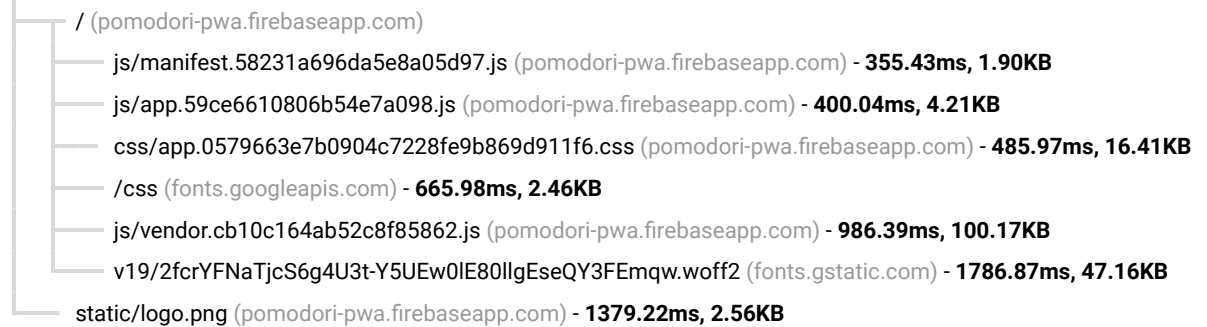 / (pomodori-pwa.firebaseapp.com)
js/manifest.58231a696da5e8a05d97.js (pomodori-pwa.firebaseapp.com) - 355.43ms, 1.90KB
js/app.59ce6610806b54e7a098.js (pomodori-pwa.firebaseapp.com) - 400.04ms, 4.21KB
css/app.0579663e7b0904c7228fe9b869d911f6.css (pomodori-pwa.firebaseapp.com) - 485.97ms, 16.41KB
/css (fonts.googleapis.com) - 665.98ms, 2.46KB
js/vendor.cb10c164ab52c8f85862.js (pomodori-pwa.firebaseapp.com) - 986.39ms, 100.17KB
v19/2fcrYFNaTjcS6g4U3t-Y5UEw0lE80llgEseQY3FEmqw.woff2 (fonts.gstatic.com) - 1786.87ms, 47.16KB
static/logo.png (pomodori-pwa.firebaseapp.com) - 1379.22ms, 2.56KB